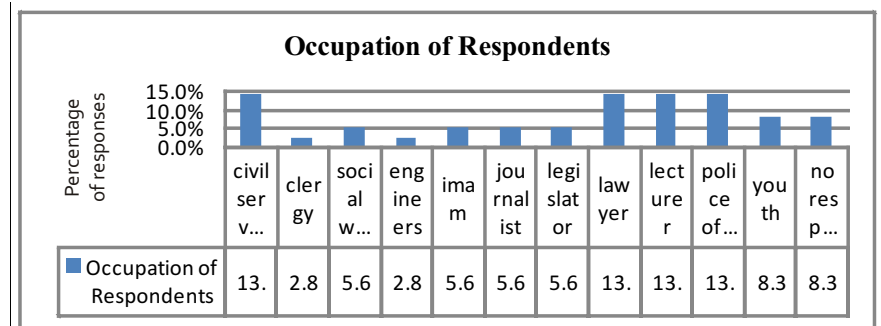 Occupation of Respondents
Percentage
of responses
15.0%
10.0%
5.0%
0.0%
civil
ser
v...
cler
gy
soci
al
w...
eng
ine
ers
ima
m
jou
rnal
ist
legi
slat
or
law
yer
lect
ure
r
poli
ce
of...
yo
uth
no
res
p...
Occupation of
Respondents
13. 2.8 5.6 2.8 5.6 5.6 5.6 13. 13. 13. 8.3 8.3